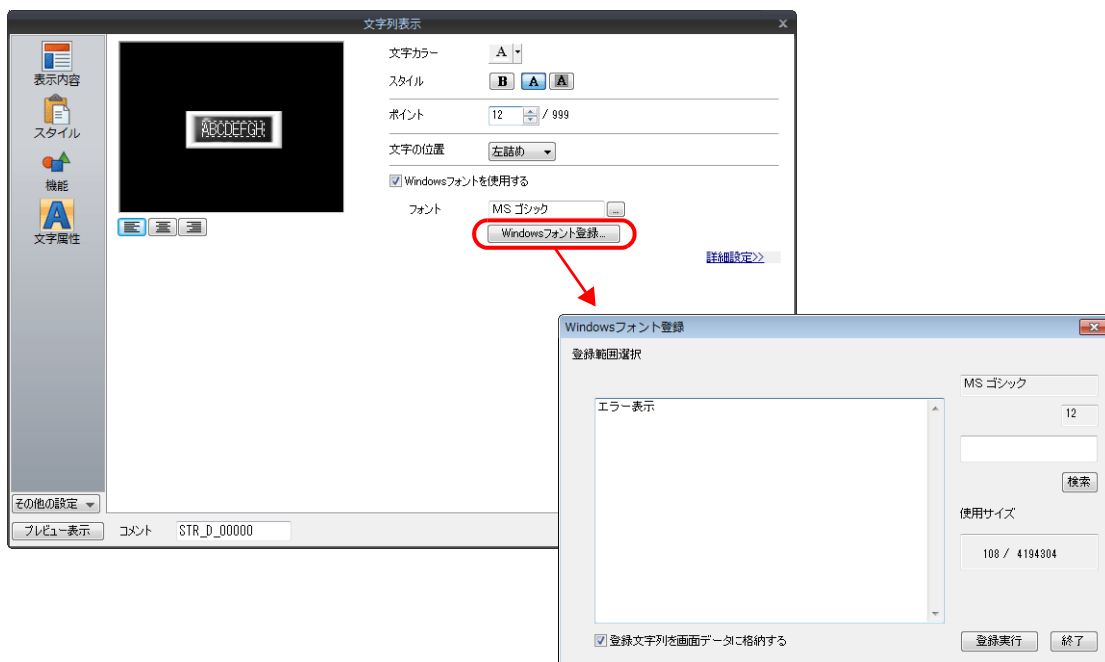 文字列表示
表示内容
スタイル
機能
文字属性
その他の設定
プレビュー表示
ABCDEFGH
文字カラー A
スタイル B A A
ポイント 12 / 999
文字の位置 左詰め
Windowsフォントを使用する
フォント MS ゴシック ...
Windowsフォント登録...
詳細設定>>
コメント STR_D_00000
Windowsフォント登録
登録範囲選択
エラー表示
MS ゴシック
12
検索
使用サイズ
108 / 4194304
登録文字列を画面データに格納する
登録実行 終了